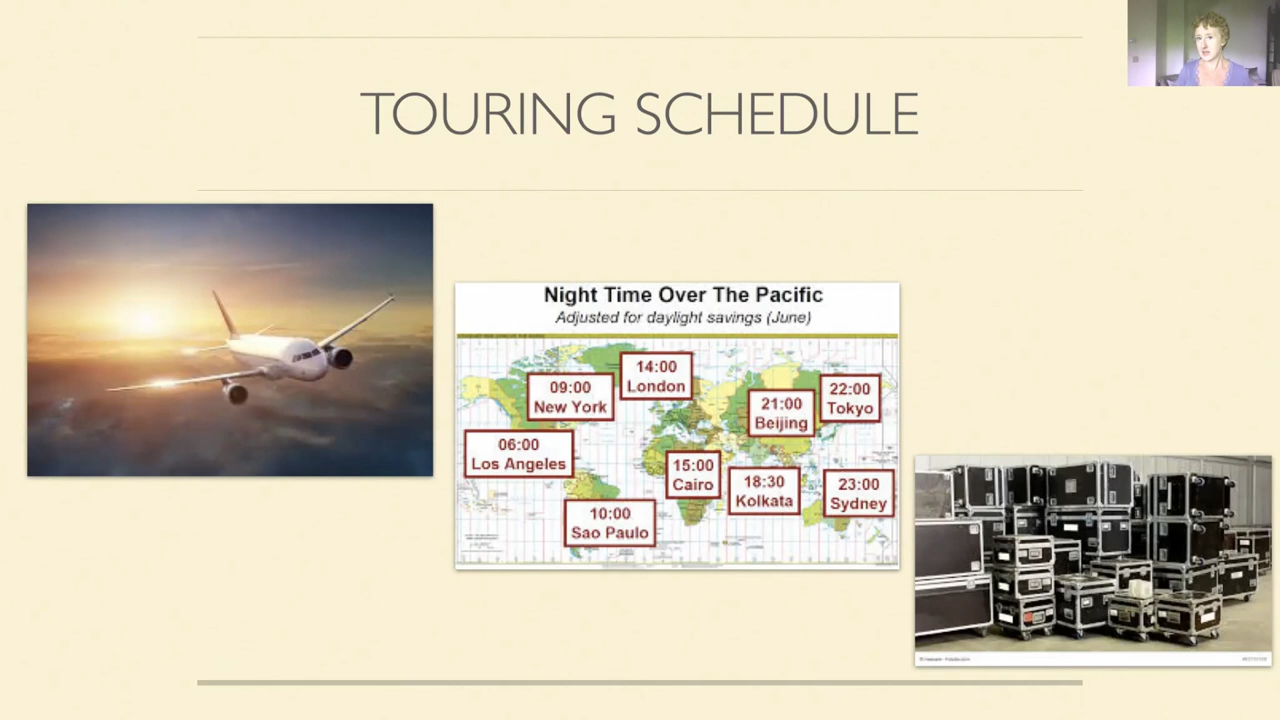 TOURING SCHEDULE
Night Time Over The Pacific
Adjusted for daylight savings (June)
14:00
London
09:00
New York
22:00
Tokyo
21:00
Beijing
06:00
Los Angeles
15:00
Cairo
18:30
Kolkata
23:00
Sydney
10:00
Sao Paulo